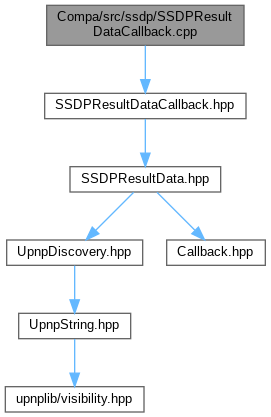 Compa/src/ssdp/SSDPResult
DataCallback.cpp
SSDPResultDataCallback.hpp
SSDPResultData.hpp
UpnpDiscovery.hpp
Callback.hpp
UpnpString.hpp
upnplib/visibility.hpp